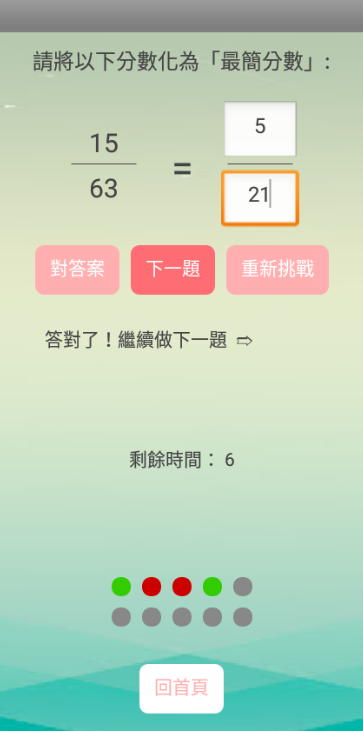 請將以下分數化為「最簡分數」:
15
63
=
5
21
對答案 下一題 重新挑戰
答對了！繼續做下一題 ⇨
剩餘時間： 6
回首頁